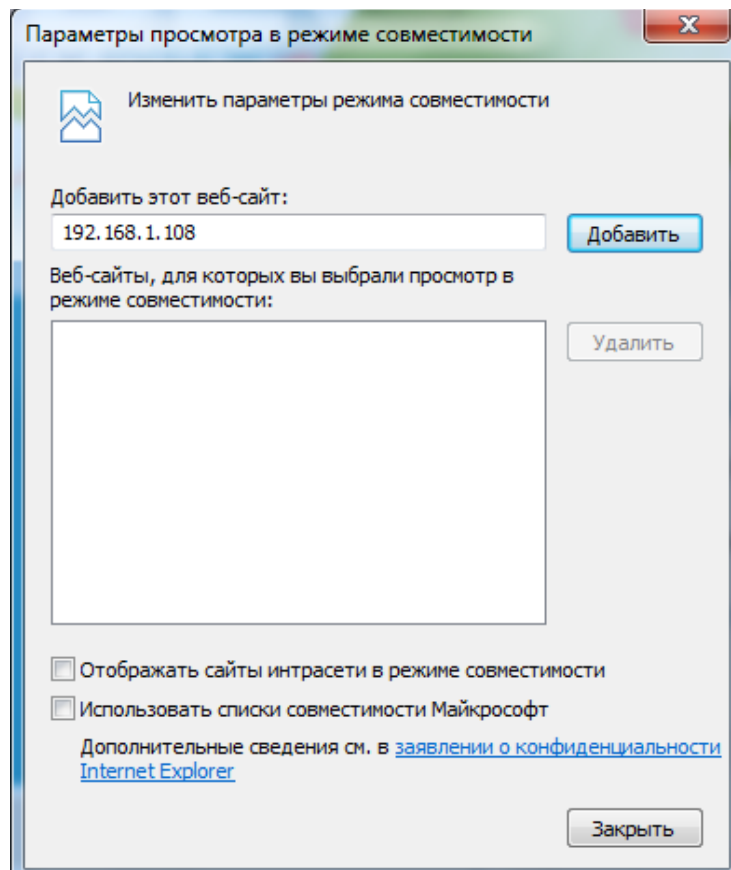 Параметры просмотра в режиме совместимости
Изменить параметры режима совместимости
Добавить этот веб-сайт:
192.168.1.108
Добавить
Веб-сайты, для которых вы выбрали просмотр в
режиме совместимости:
Удалить
Отображать сайты интрасети в режиме совместимости
Использовать списки совместимости Майкрософт
Дополнительные сведения см. в заявлении о конфиденциальности
Internet Explorer
Закрыть